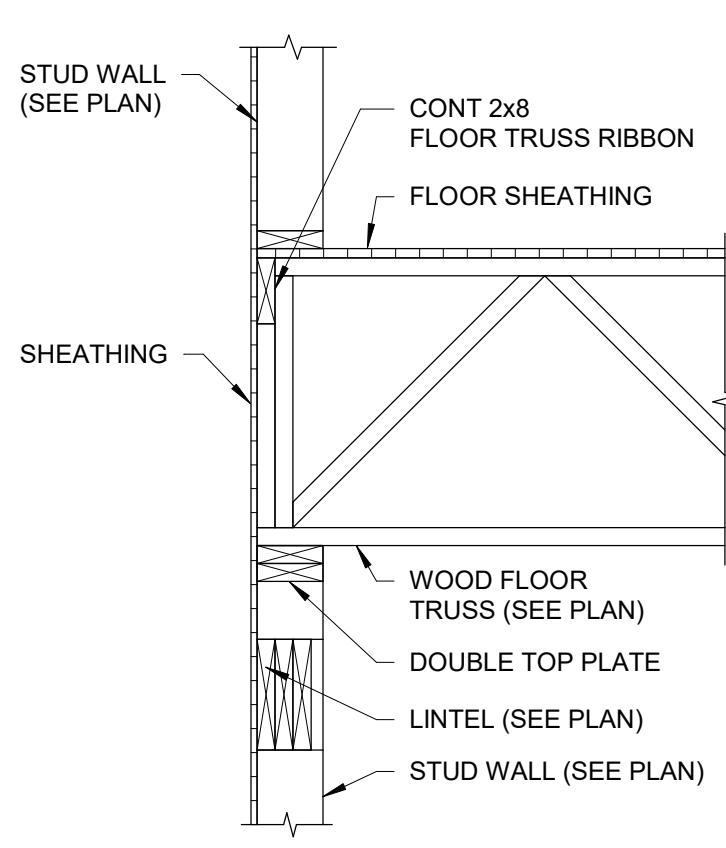 STUD WALL
(SEE PLAN)
CONT 2x8
FLOOR TRUSS RIBBON
FLOOR SHEATHING
SHEATHING
WOOD FLOOR
TRUSS (SEE PLAN)
DOUBLE TOP PLATE
LINTEL (SEE PLAN)
STUD WALL (SEE PLAN)